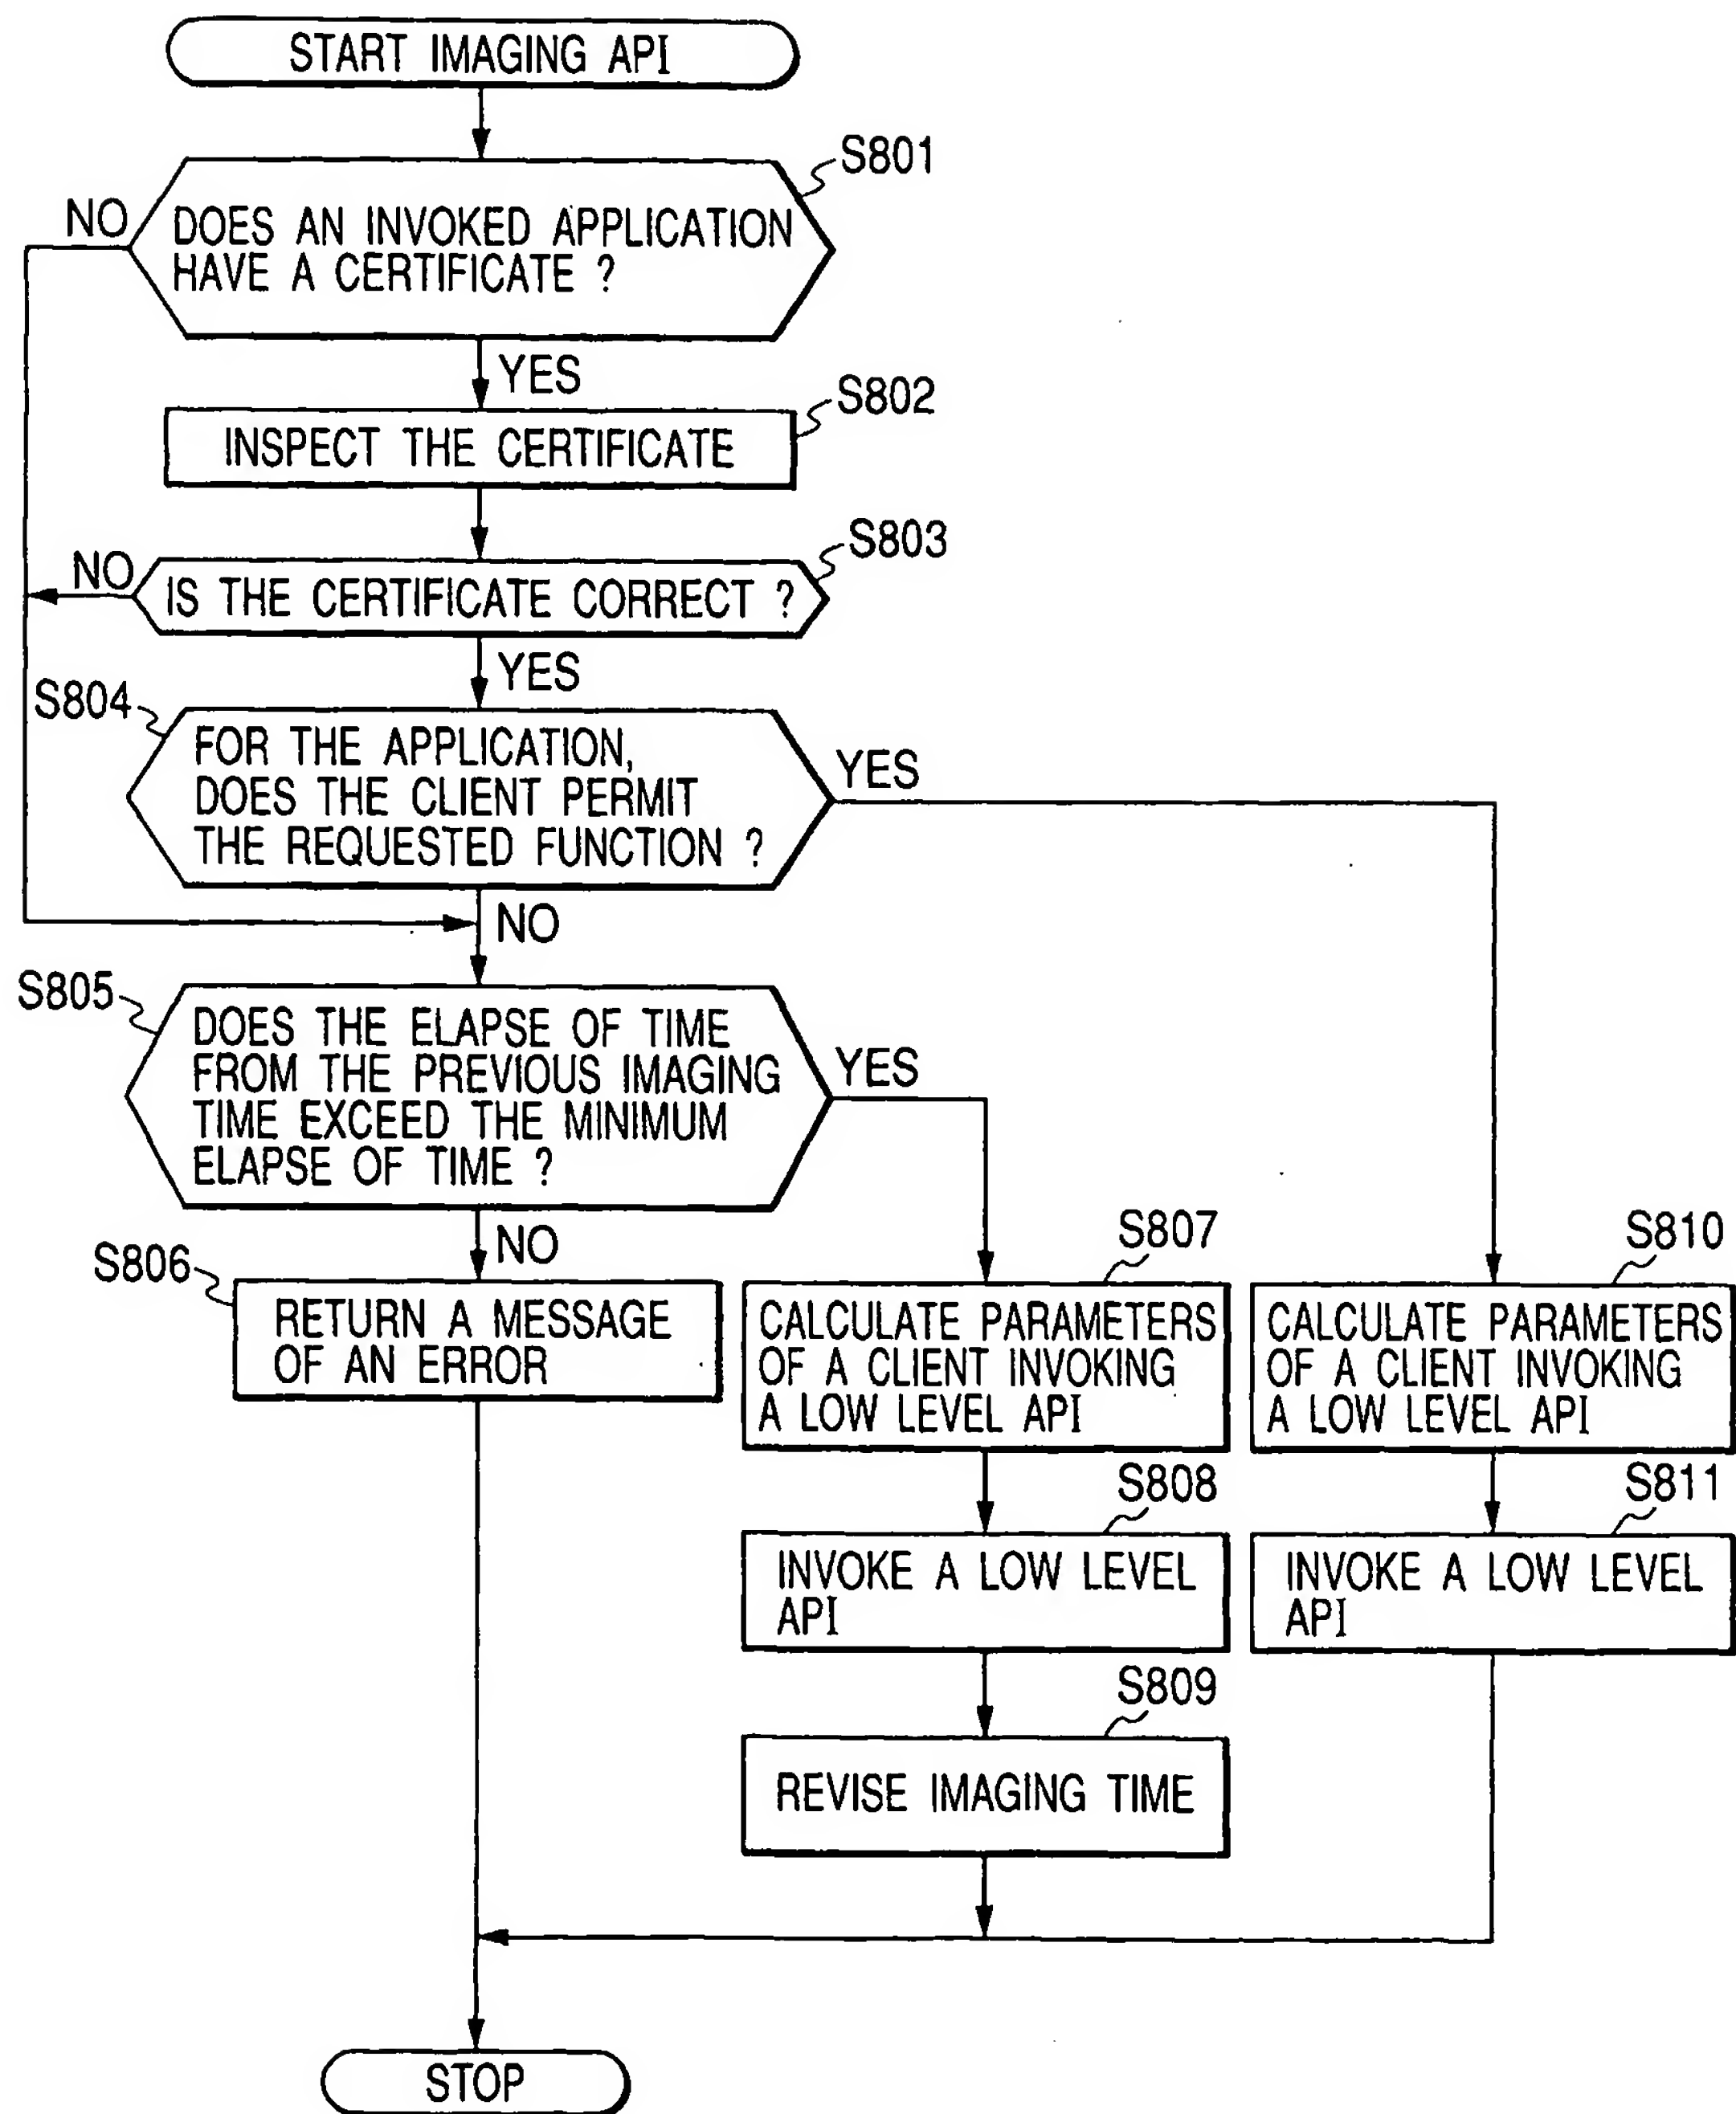 START IMAGING API
S801
NO
DOES AN INVOKED APPLICATION
HAVE A CERTIFICATE ?
YES
S802
INSPECT THE CERTIFICATE
S803
NO
IS THE CERTIFICATE CORRECT ?
YES
S804
FOR THE APPLICATION,
DOES THE CLIENT PERMIT
THE REQUESTED FUNCTION ?
YES
NO
S805
DOES THE ELAPSE OF TIME
FROM THE PREVIOUS IMAGING
TIME EXCEED THE MINIMUM
ELAPSE OF TIME ?
YES
NO
S806
RETURN A MESSAGE
OF AN ERROR
S807
CALCULATE PARAMETERS
OF A CLIENT INVOKING
A LOW LEVEL API
S810
CALCULATE PARAMETERS
OF A CLIENT INVOKING
A LOW LEVEL API
S808
INVOKE A LOW LEVEL
API
S811
INVOKE A LOW LEVEL
API
S809
REVISE IMAGING TIME
STOP